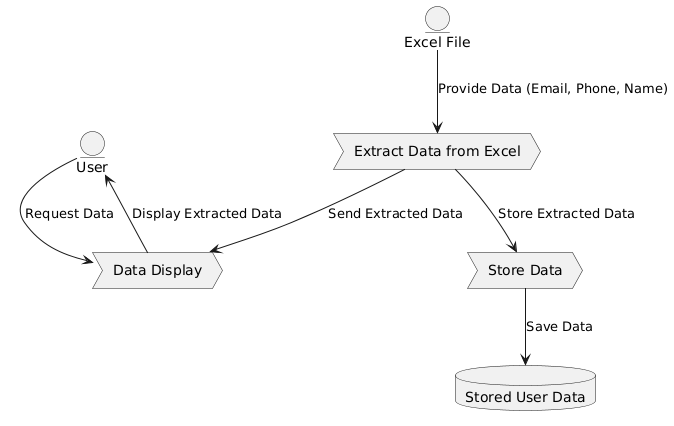 Excel File
Provide Data (Email, Phone, Name)
Extract Data from Excel
User
Request Data
Display Extracted Data
Send Extracted Data
Store Extracted Data
Data Display
Store Data
Save Data
Stored User Data